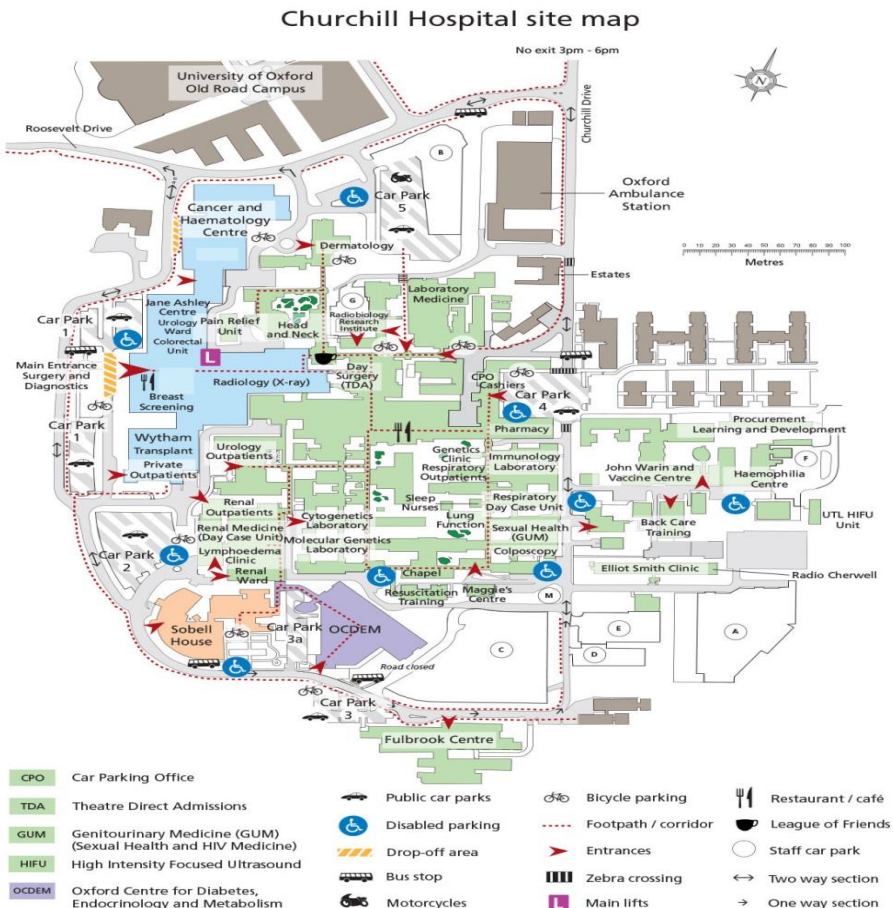 Churchill Hospital site map
No exit 3pm - 6pm
University of Oxford
Old Road Campus
N
Churchill Drive
Roosevelt Drive
B
Oxford
Ambulance
Station
Car Park
5
Cancer and
Haematology
Centre
Dermatology
0 10 20 30 40 50 60 70 80 90 100
Metres
Estates
G
Laboratory
Medicine
Jane Ashley
Centre
Urology
Ward
Colorectal
Unit
Pain Relief
Unit
Head
and Neck
Radiobiology
Research
Institute
Car Park
1
L
Main Entrance
Surgery and
Diagnostics
Radiology (X-ray)
Day
Surgery
(TDA)
CPO
Cashiers
Car Park
4
Breast
Screening
Pharmacy
Procurement
Learning and Development
Car Park
1
Wytham
Transplant
Private
Outpatients
Urology
Outpatients
Genetics
Clinic
Respiratory
Outpatients
Immunology
Laboratory
John Warin and
Vaccine Centre
F
Haemophilia
Centre
Renal
Outpatients
Cytogenetics
Laboratory
Sleep
Nurses
Respiratory
Day Case Unit
UTL HIFU
Unit
Renal Medicine
(Day Case Unit)
Molecular Genetics
Laboratory
Lung
Function
Sexual Health
(GUM)
Back Care
Training
Car Park
2
Lymphoedema
Clinic
Colposcopy
Renal
Ward
Chapel
Elliot Smith Clinic
Radio Cherwell
Resuscitation
Training
Maggie's
Centre
M
Sobell
House
Car Park
3a
OCDEM
E
A
C
D
Road closed
Car Park
3
Fulbrook Centre
CPO Car Parking Office
TDA Theatre Direct Admissions
GUM Genitourinary Medicine (GUM)
(Sexual Health and HIV Medicine)
HIFU High Intensity Focused Ultrasound
OCDEM Oxford Centre for Diabetes,
Endocrinology and Metabolism
Public car parks
Disabled parking
Drop-off area
Bus stop
Motorcycles
Bicycle parking
Footpath / corridor
Entrances
Zebra crossing
L Main lifts
Restaurant / café
League of Friends
Staff car park
Two way section
One way section